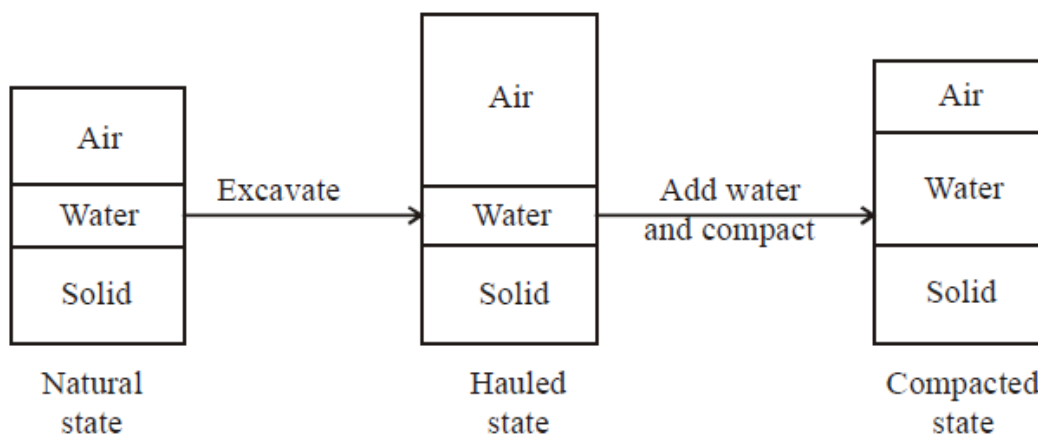 Air
Water
Solid
Natural
state
Excavate
Air
Water
Solid
Hauled
state
Add water
and compact
Air
Water
Solid
Compacted
state